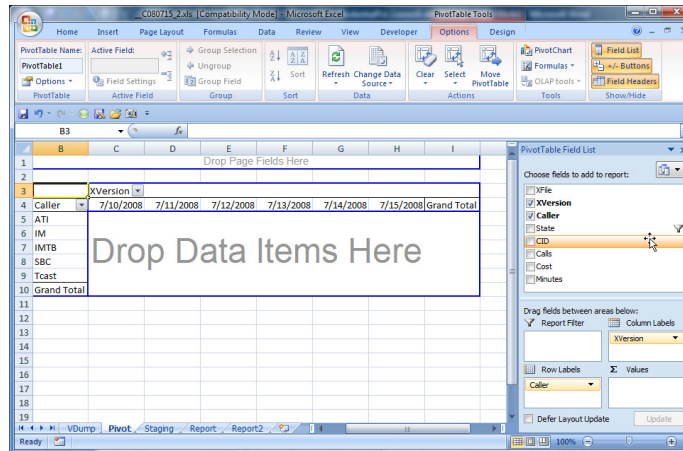 __C080715_2.xls [Compatibility Mode] - Microsoft Excel PivotTable Tools
Home Insert Page Layout Formulas Data Review View Developer Options Design
PivotTable Name: Active Field: Group Selection PivotChart Field List
PivotTable1 Ungroup Sort Refresh Change Data Source Clear Select Move PivotTable Formulas +/- Buttons
Options Field Settings Group Field OLAP tools Field Headers
PivotTable Active Field Group Sort Data Actions Tools Show/Hide
B3 fx
B C D E F G H I
PivotTable Field List
1 Drop Page Fields Here
Choose fields to add to report:
2
3 XVersion
4 Caller 7/10/2008 7/11/2008 7/12/2008 7/13/2008 7/14/2008 7/15/2008 Grand Total
5 ATI
6 IM
7 IMTB
8 SBC
9 Tcast
10 Grand Total
Drop Data Items Here
11
12
13
14
15
16
17
18
19
XFile
XVersion
Caller
State
CID
Calls
Cost
Minutes
Drag fields between areas below:
Report Filter Column Labels
XVersion
Row Labels Σ Values
Caller
Defer Layout Update Update
VDump Pivot Staging Report Report2
Ready 100%